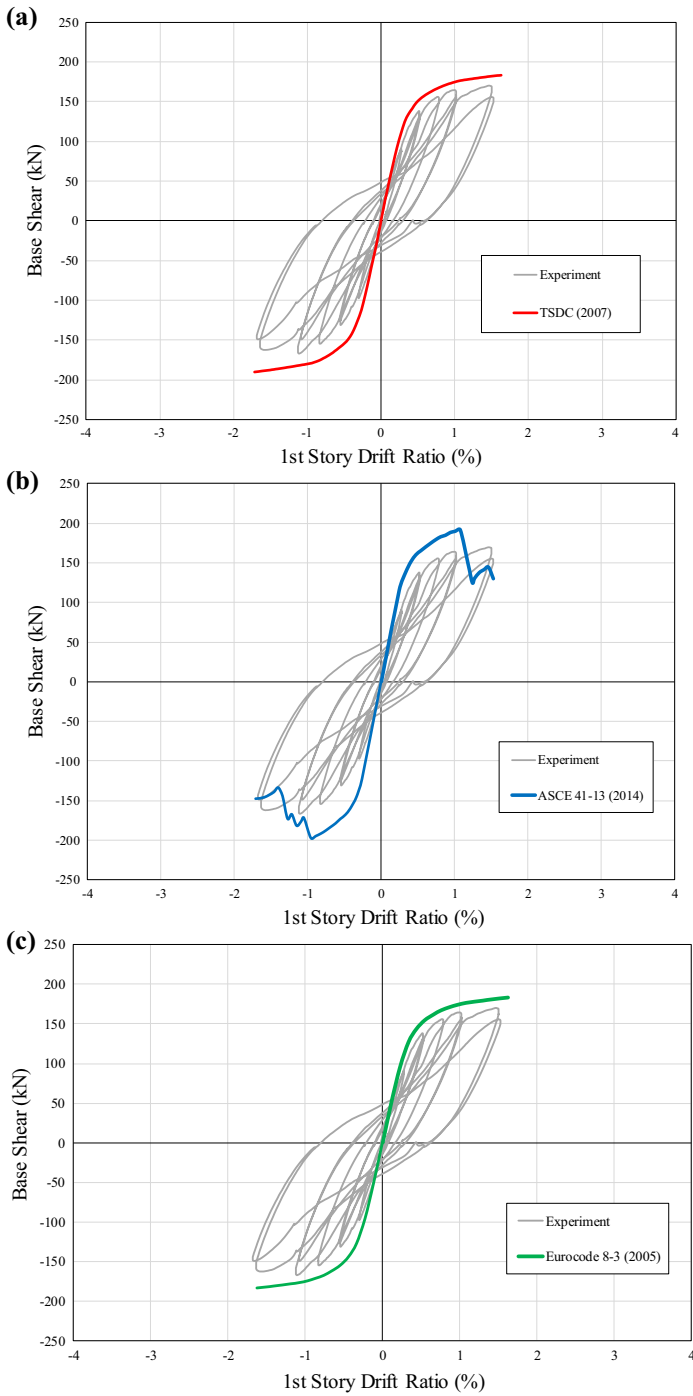 (a)
250
200
150
100
50
0
-50
-100
-150
-200
-250
-4 -3 -2 -1 0 1 2 3 4
Base Shear (kN)
1st Story Drift Ratio (%)
Experiment
TSDC (2007)
(b)
250
200
150
100
50
0
-50
-100
-150
-200
-250
-4 -3 -2 -1 0 1 2 3 4
Base Shear (kN)
1st Story Drift Ratio (%)
Experiment
ASCE 41-13 (2014)
(c)
250
200
150
100
50
0
-50
-100
-150
-200
-250
-4 -3 -2 -1 0 1 2 3 4
Base Shear (kN)
1st Story Drift Ratio (%)
Experiment
Eurocode 8-3 (2005)